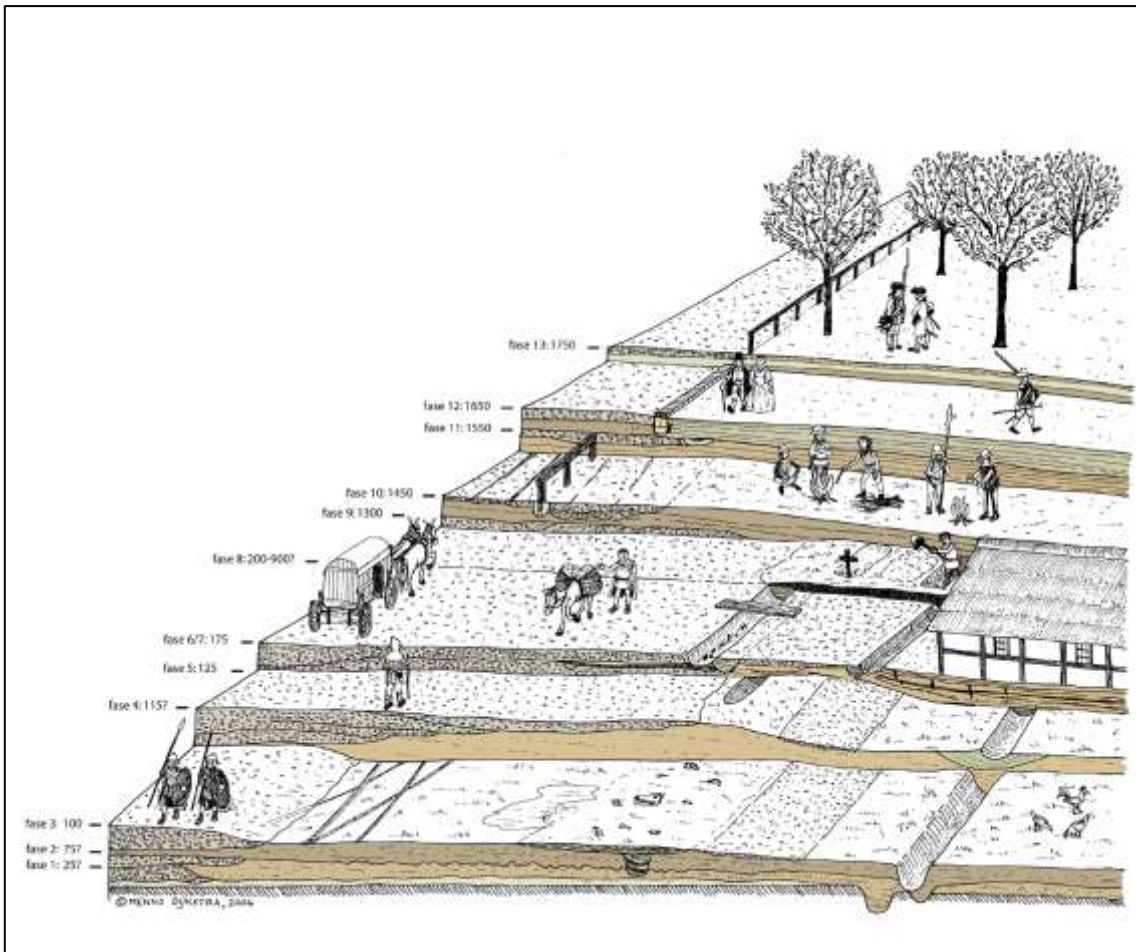 fase 13: 1750
fase 12: 1650
fase 11: 1550
fase 10: 1450
fase 9: 1300
fase 8: 200-900?
fase 6/7: 175
fase 5: 125
fase 4: 115?
fase 3: 100
fase 2: 75?
fase 1: 25?
©MENNO DIJKSTRA, 2006